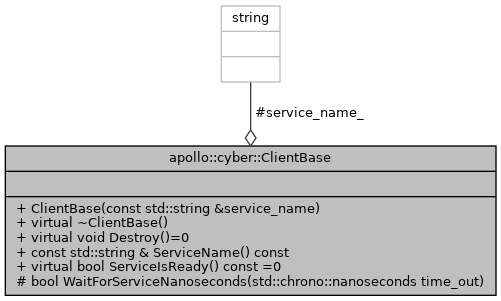 string
#service_name_
apollo::cyber::ClientBase
+ ClientBase(const std::string &service_name)
+ virtual ~ClientBase()
+ virtual void Destroy()=0
+ const std::string & ServiceName() const
+ virtual bool ServiceIsReady() const =0
# bool WaitForServiceNanoseconds(std::chrono::nanoseconds time_out)